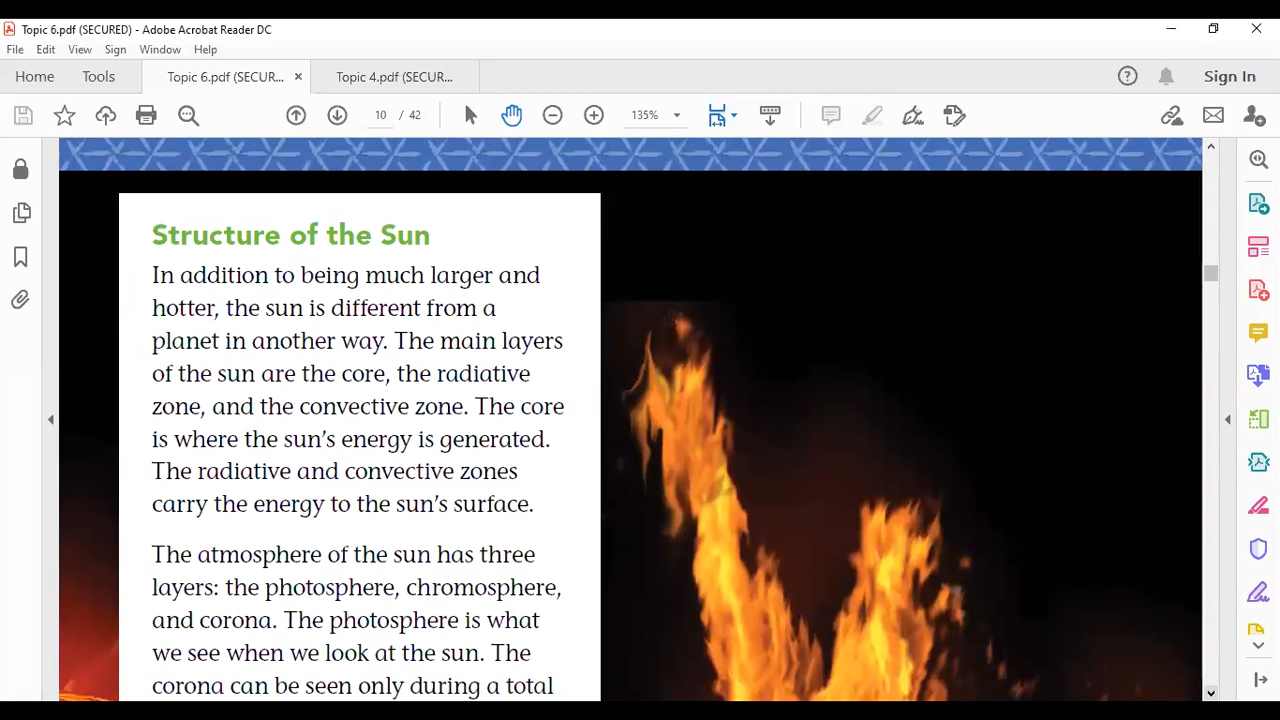 Topic 6.pdf (SECURED) - Adobe Acrobat Reader DC
File Edit View Sign Window Help
Home Tools Topic 6.pdf (SECUR... × Topic 4.pdf (SECUR... Sign In
10 / 42 135%
Structure of the Sun
In addition to being much larger and
hotter, the sun is different from a
planet in another way. The main layers
of the sun are the core, the radiative
zone, and the convective zone. The core
is where the sun’s energy is generated.
The radiative and convective zones
carry the energy to the sun’s surface.
The atmosphere of the sun has three
layers: the photosphere, chromosphere,
and corona. The photosphere is what
we see when we look at the sun. The
corona can be seen only during a total